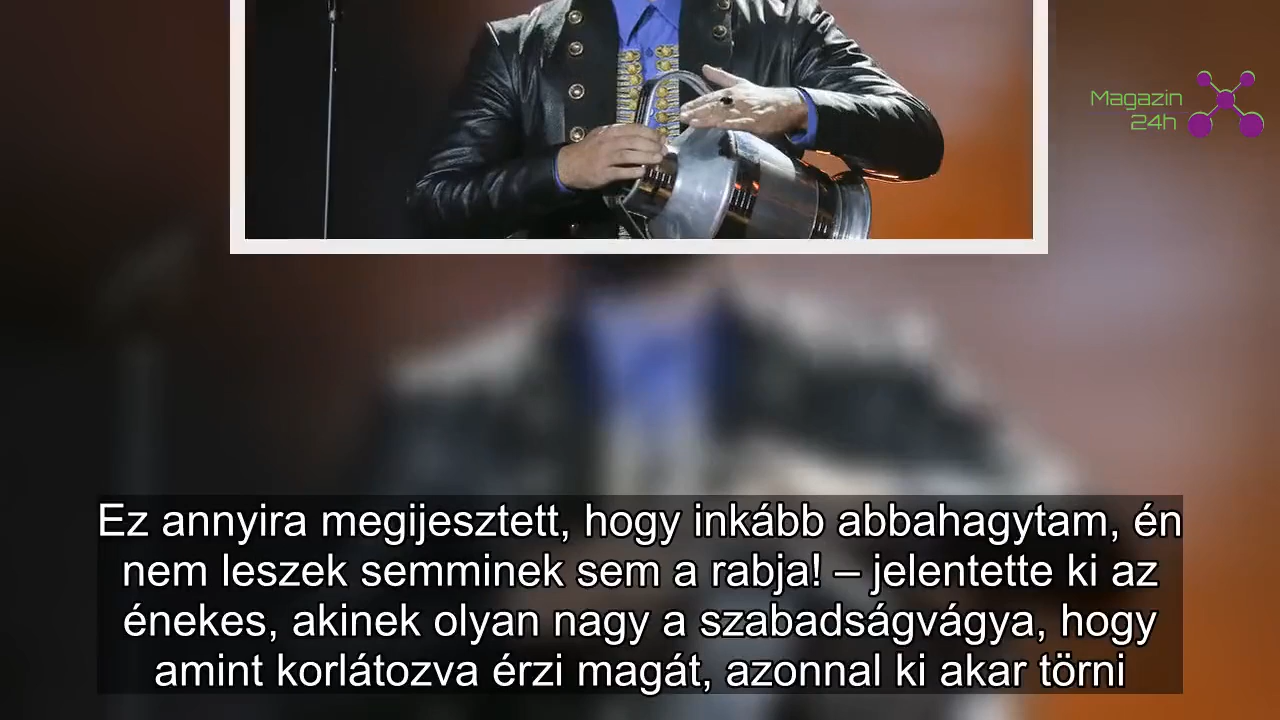 Magazin
24h
Ez annyira megijesztett, hogy inkább abbahagytam, én
nem leszek semminek sem a rabja! – jelentette ki az
énekes, akinek olyan nagy a szabadságvágya, hogy
amint korlátozva érzi magát, azonnal ki akar törni